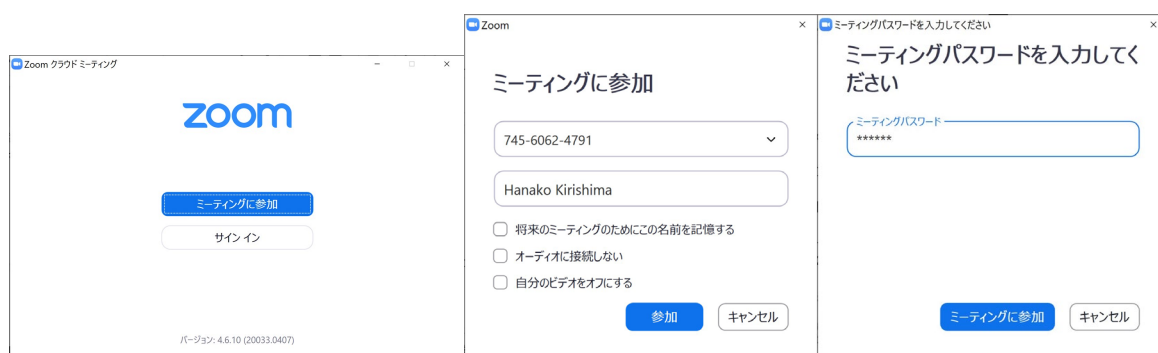 Zoom クラウド ミーティング
zoom
ミーティングに参加
サイン イン
バージョン: 4.6.10 (20033.0407)
Zoom
ミーティングに参加
745-6062-4791
Hanako Kirishima
将来のミーティングのためにこの名前を記憶する
オーディオに接続しない
自分のビデオをオフにする
参加
キャンセル
ミーティングパスワードを入力してください
ミーティングパスワードを入力してく
ださい
ミーティングパスワード
******
ミーティングに参加
キャンセル